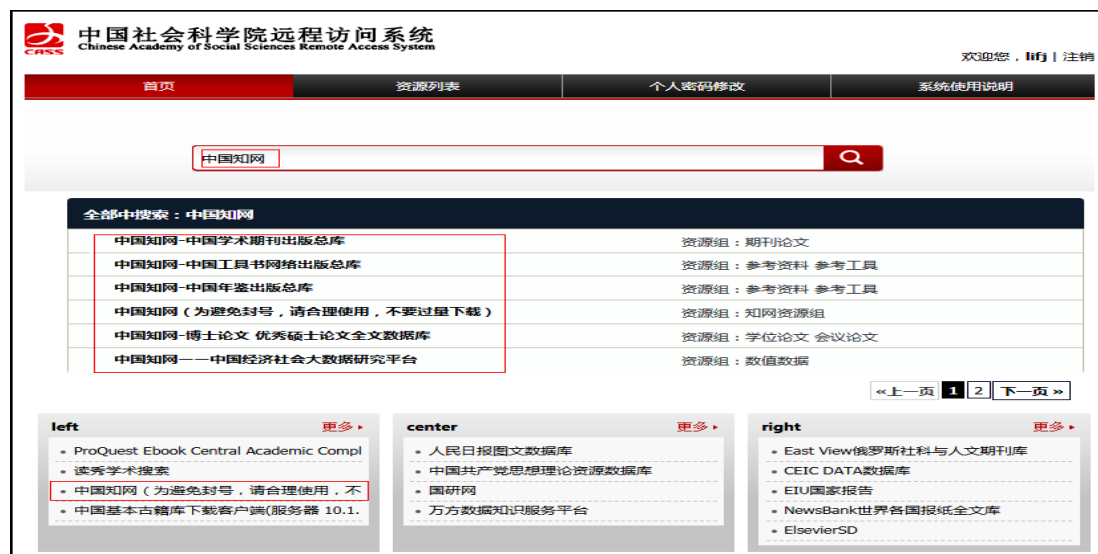 中国社会科学院远程访问系统
CASS Chinese Academy of Social Sciences Remote Access System
欢迎您，lifj | 注销
首页 资源列表 个人密码修改 系统使用说明
中国知网
全部中搜索：中国知网
中国知网-中国学术期刊出版总库 资源组：期刊论文
中国知网-中国工具书网络出版总库 资源组：参考资料 参考工具
中国知网-中国年鉴出版总库 资源组：参考资料 参考工具
中国知网（为避免封号，请合理使用，不要过量下载） 资源组：知网资源组
中国知网-博士论文 优秀硕士论文全文数据库 资源组：学位论文 会议论文
中国知网——中国经济社会大数据研究平台 资源组：数值数据
«上一页 1 2 下一页 »
left 更多
ProQuest Ebook Central Academic Compl
读秀学术搜索
中国知网（为避免封号，请合理使用，不
中国基本古籍库下载客户端(服务器 10.1.
center 更多
人民日报图文数据库
中国共产党思想理论资源数据库
国研网
万方数据知识服务平台
right 更多
East View俄罗斯社科与人文期刊库
CEIC DATA数据库
EIU国家报告
NewsBank世界各国报纸全文库
ElsevierSD